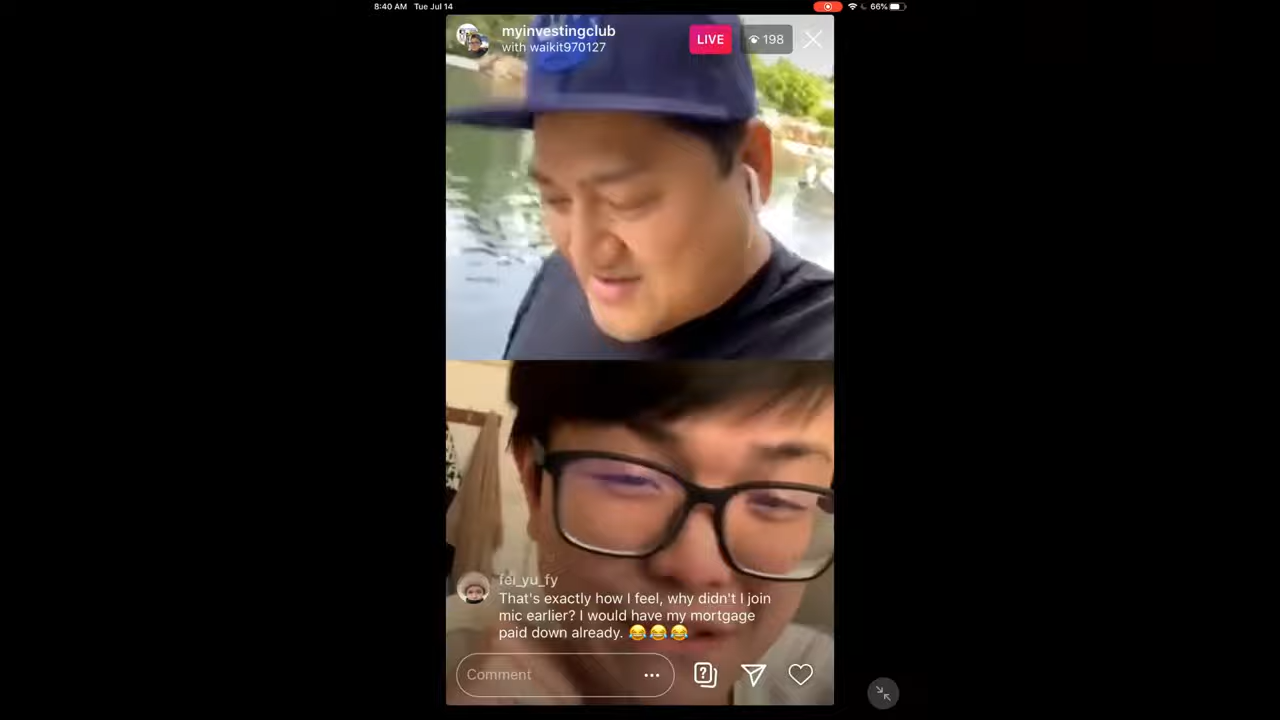 8:40 AM Tue Jul 14
66%
myinvestingclub
with waikit970127
LIVE
198
fei_yu_fy
That's exactly how I feel, why didn't I join
mic earlier? I would have my mortgage
paid down already. 😂😂😂
Comment